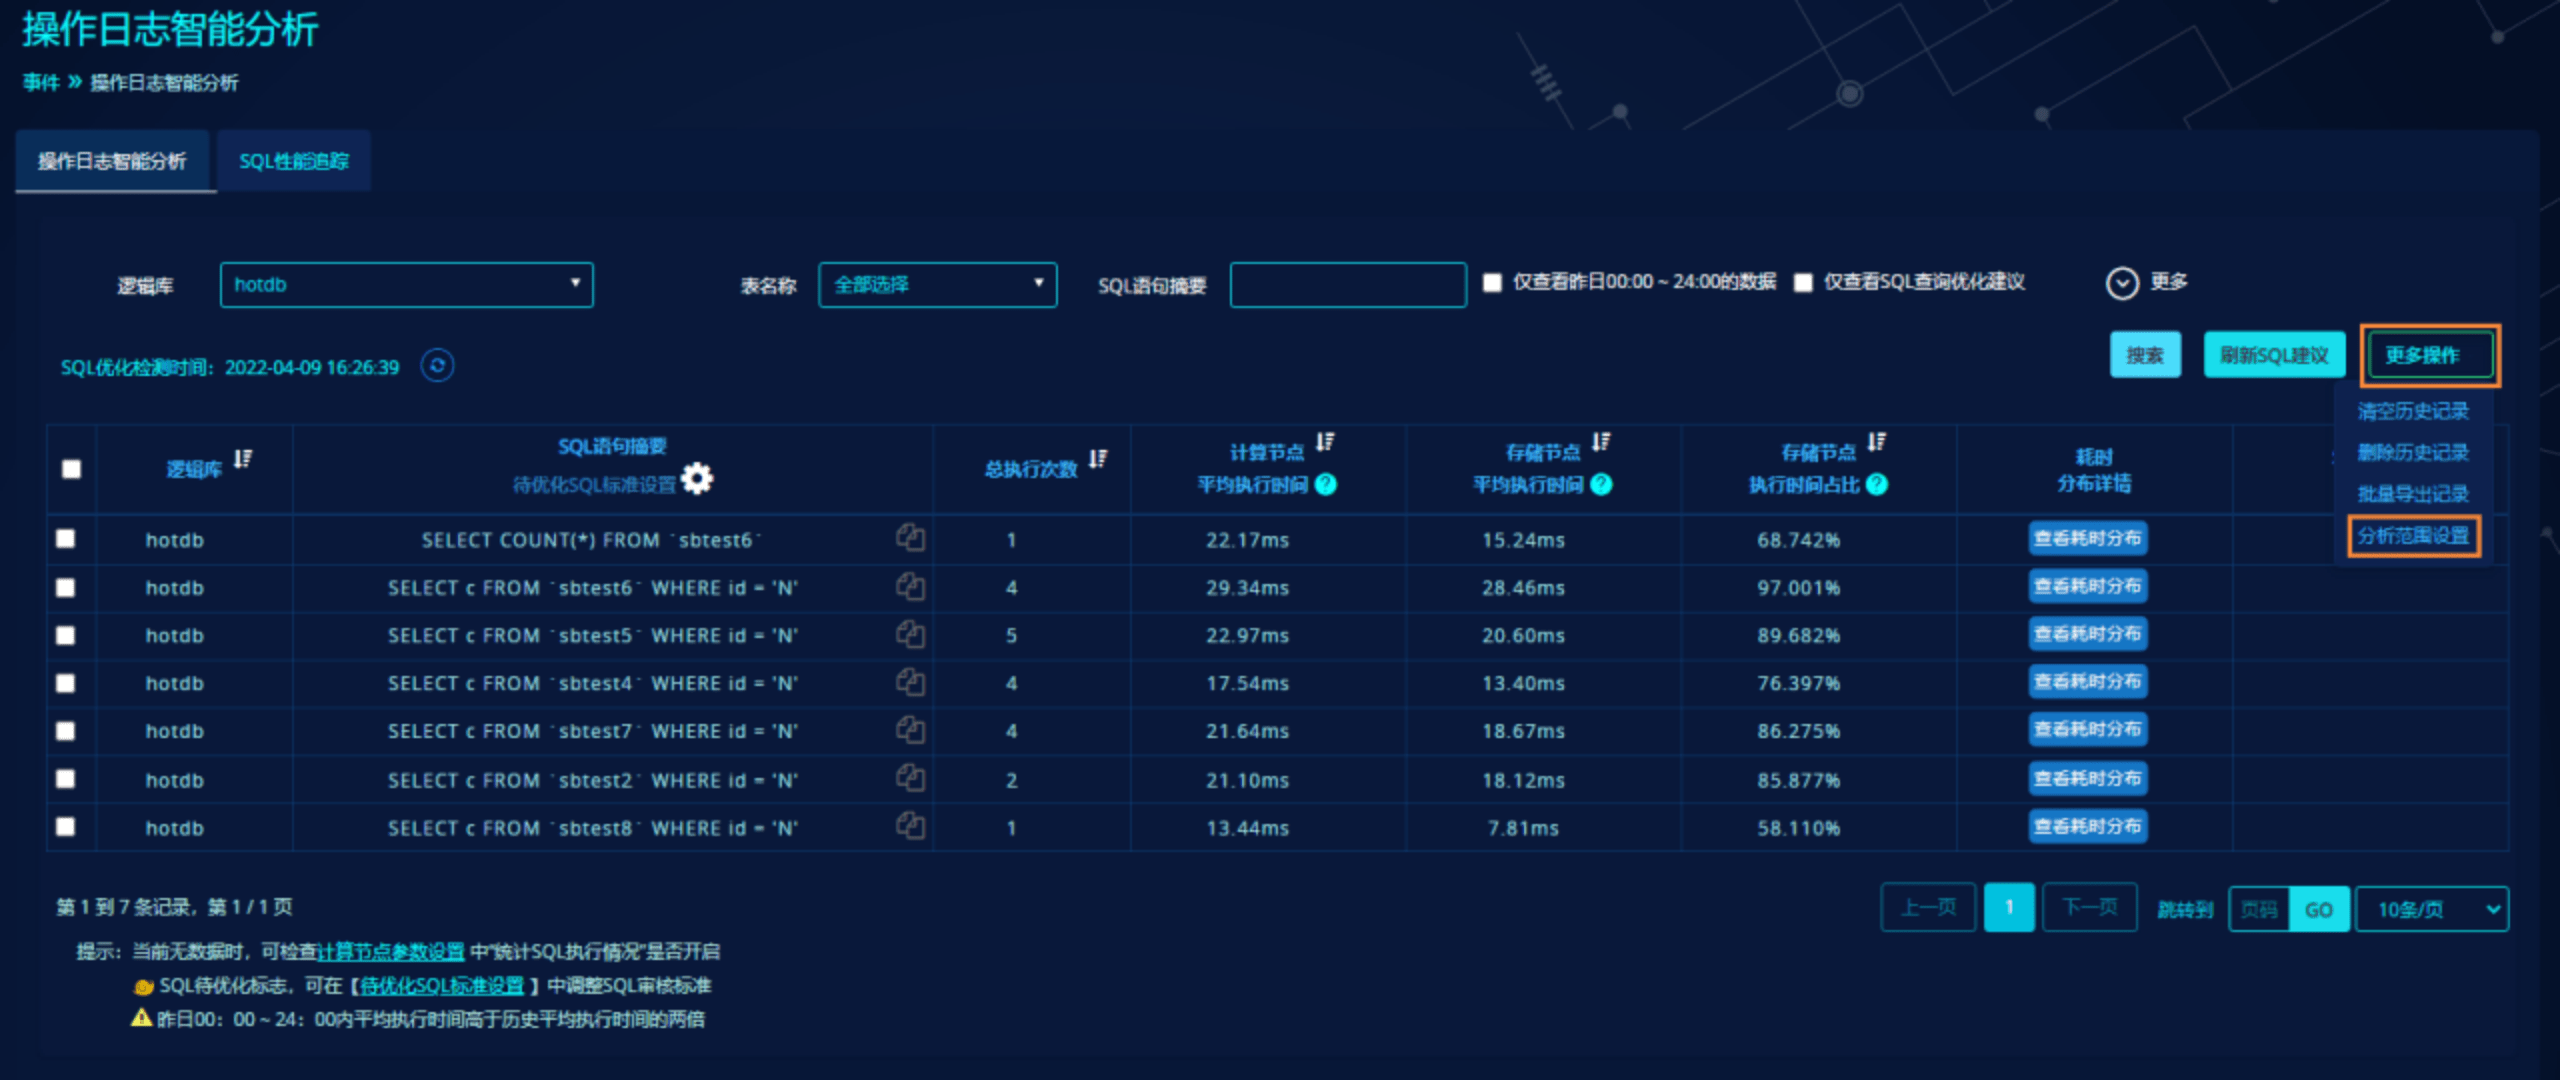 操作日志智能分析
事件 » 操作日志智能分析
操作日志智能分析 SQL性能追踪
逻辑库 hotdb 表名称 全部选择 SQL语句摘要 仅查看昨日00:00 ~ 24:00的数据 仅查看SQL查询优化建议 更多
SQL优化检测时间：2022-04-09 16:26:39 搜索 刷新SQL建议 更多操作
清空历史记录
删除历史记录
批量导出记录
分析范围设置
逻辑库 SQL语句摘要 待优化SQL标准设置 总执行次数 计算节点 平均执行时间 ? 存储节点 平均执行时间 ? 存储节点 执行时间占比 ? 耗时 分布详情
hotdb SELECT COUNT(*) FROM `sbtest6` 1 22.17ms 15.24ms 68.742% 查看耗时分布
hotdb SELECT c FROM `sbtest6` WHERE id = 'N' 4 29.34ms 28.46ms 97.001% 查看耗时分布
hotdb SELECT c FROM `sbtest5` WHERE id = 'N' 5 22.97ms 20.60ms 89.682% 查看耗时分布
hotdb SELECT c FROM `sbtest4` WHERE id = 'N' 4 17.54ms 13.40ms 76.397% 查看耗时分布
hotdb SELECT c FROM `sbtest7` WHERE id = 'N' 4 21.64ms 18.67ms 86.275% 查看耗时分布
hotdb SELECT c FROM `sbtest2` WHERE id = 'N' 2 21.10ms 18.12ms 85.877% 查看耗时分布
hotdb SELECT c FROM `sbtest8` WHERE id = 'N' 1 13.44ms 7.81ms 58.110% 查看耗时分布
第 1 到 7 条记录，第 1 / 1 页 上一页 1 下一页 跳转到 页码 GO 10条/页
提示：当前无数据时，可检查计算节点参数设置 中"统计SQL执行情况"是否开启
SQL待优化标志，可在【待优化SQL标准设置 】中调整SQL审核标准
昨日00：00 ~ 24：00内平均执行时间高于历史平均执行时间的两倍